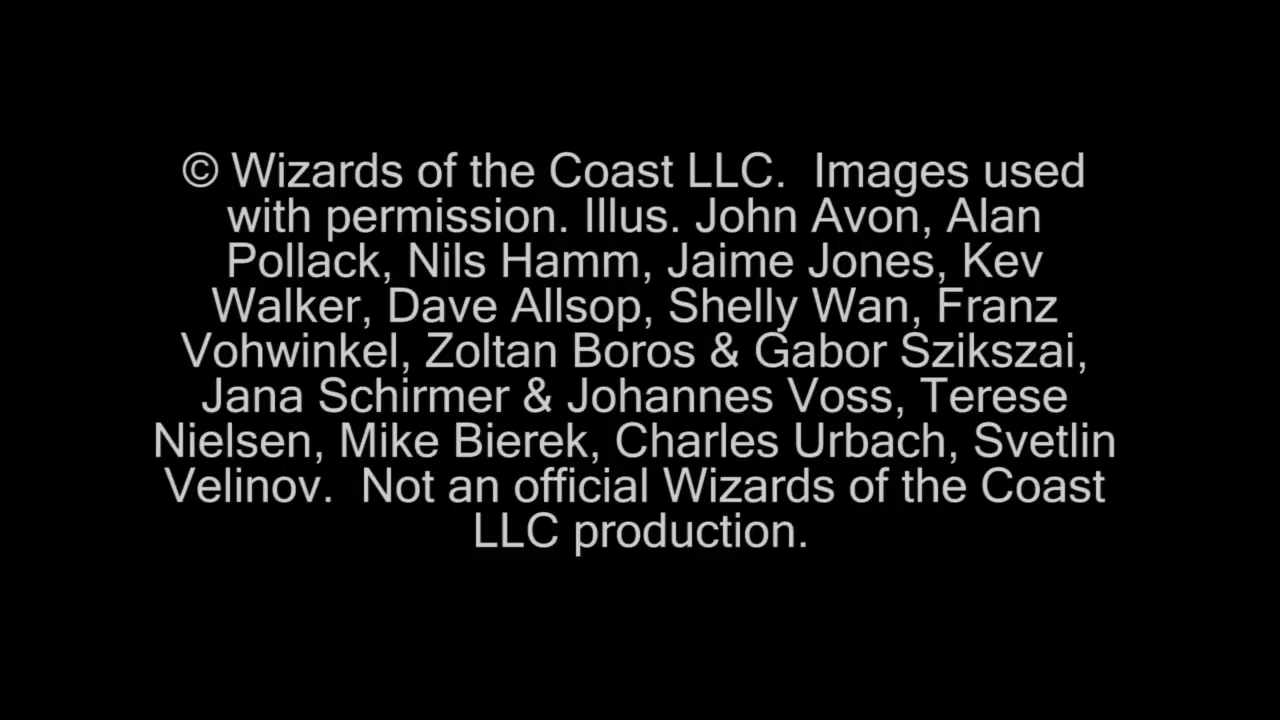 © Wizards of the Coast LLC.  Images used
with permission. Illus. John Avon, Alan
Pollack, Nils Hamm, Jaime Jones, Kev
Walker, Dave Allsop, Shelly Wan, Franz
Vohwinkel, Zoltan Boros & Gabor Szikszai,
Jana Schirmer & Johannes Voss, Terese
Nielsen, Mike Bierek, Charles Urbach, Svetlin
Velinov.  Not an official Wizards of the Coast
LLC production.